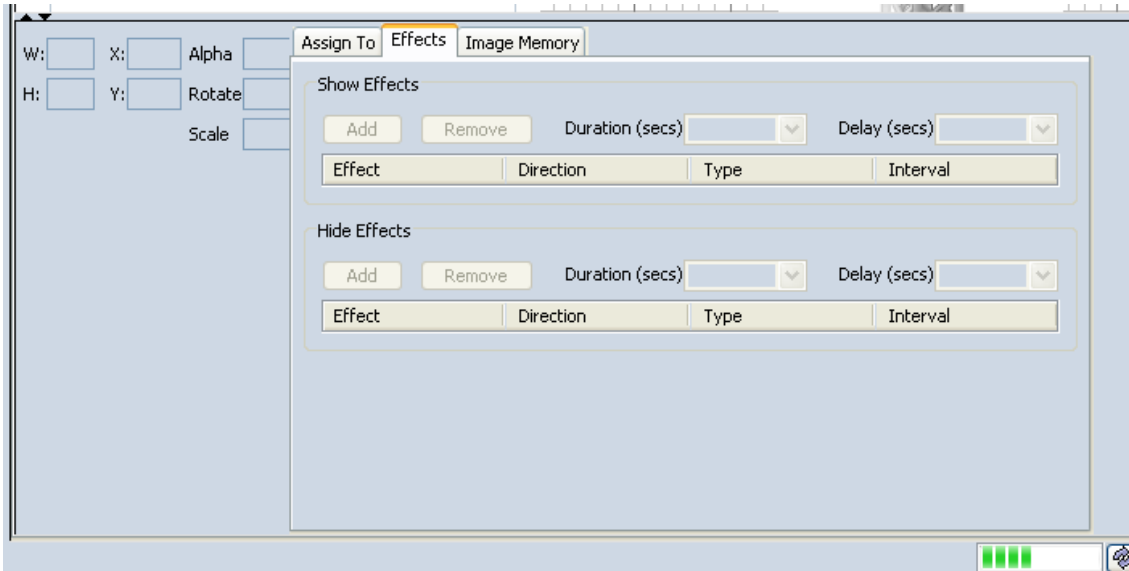 Assign To Effects Image Memory
W: X: Alpha
H: Y: Rotate
Scale
Show Effects
Add Remove Duration (secs) Delay (secs)
Effect Direction Type Interval
Hide Effects
Add Remove Duration (secs) Delay (secs)
Effect Direction Type Interval